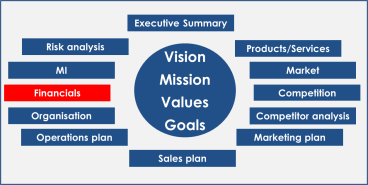 Executive Summary
Risk analysis
Products/Services
Vision
Mission
Values
Goals
MI
Market
Financials
Competition
Organisation
Competitor analysis
Operations plan
Marketing plan
Sales plan